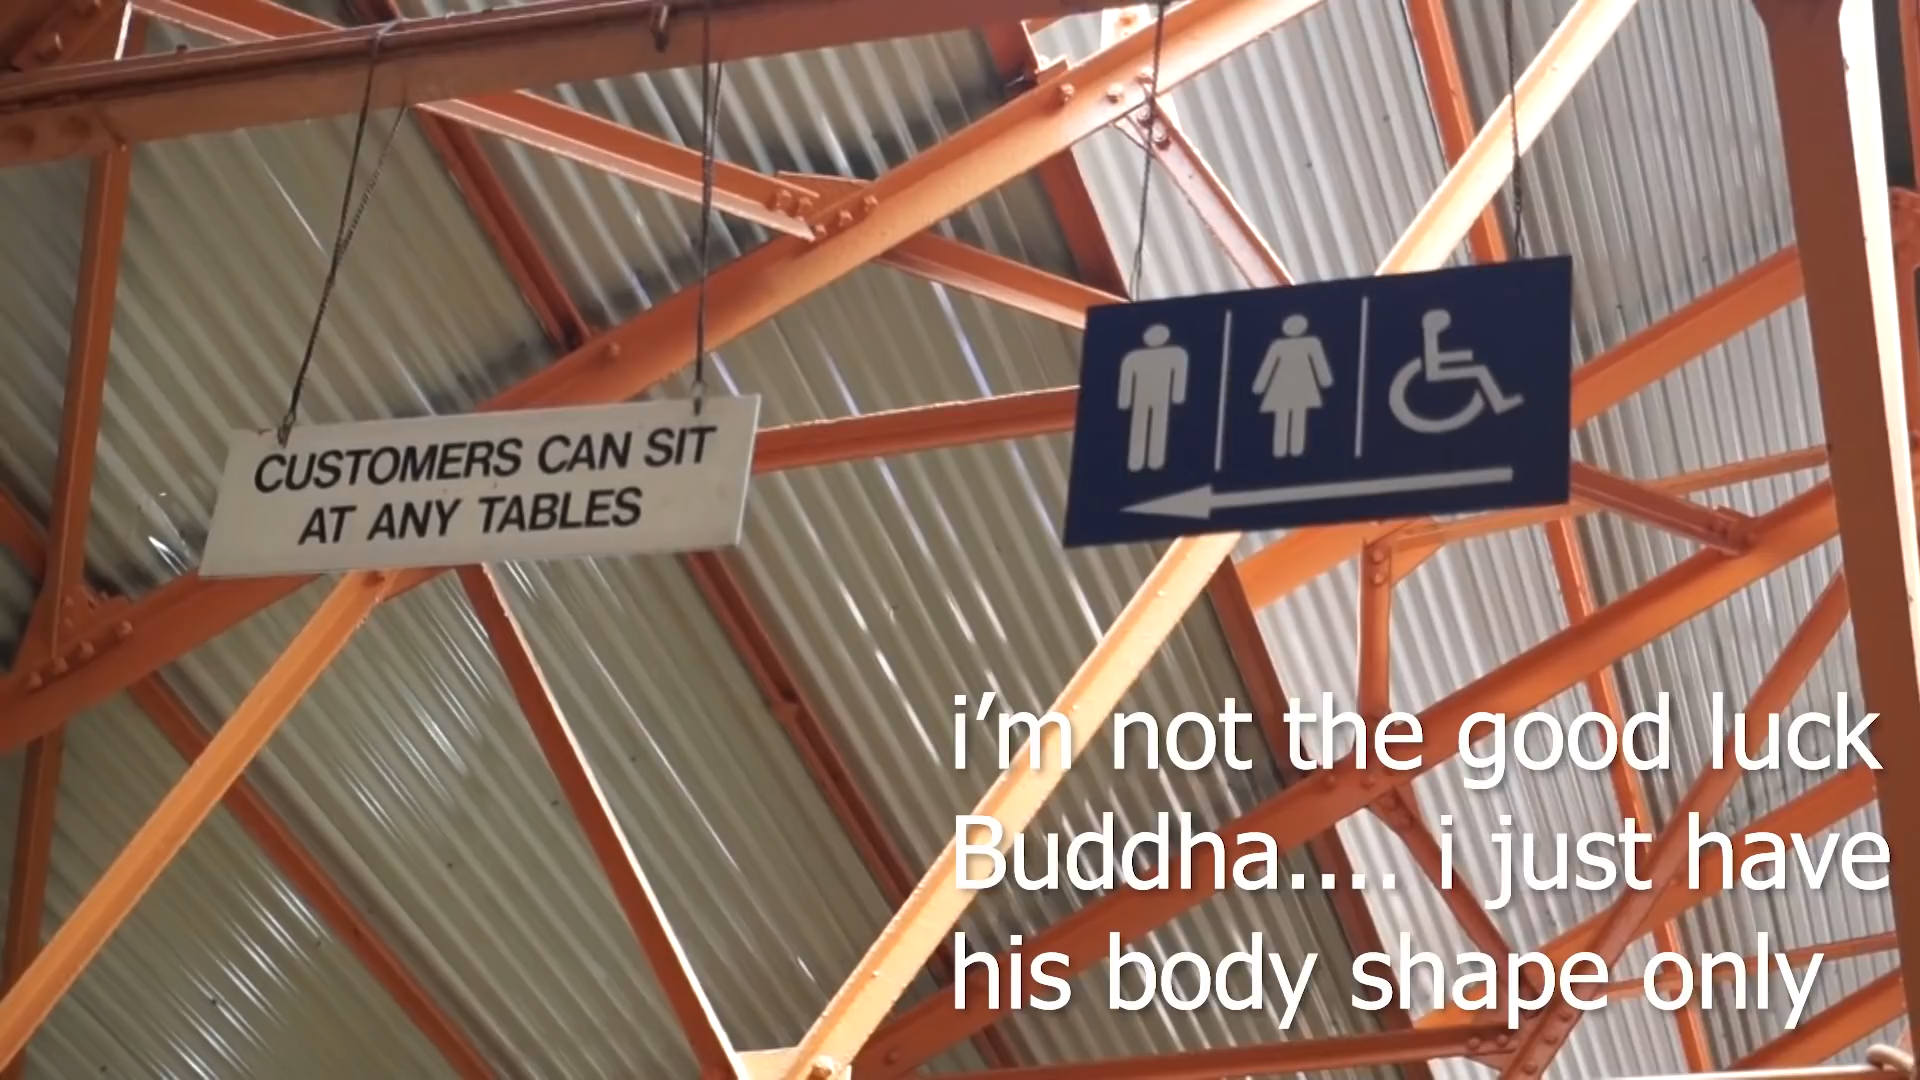 CUSTOMERS CAN SIT
AT ANY TABLES
i’m not the good luck
Buddha.... i just have
his body shape only